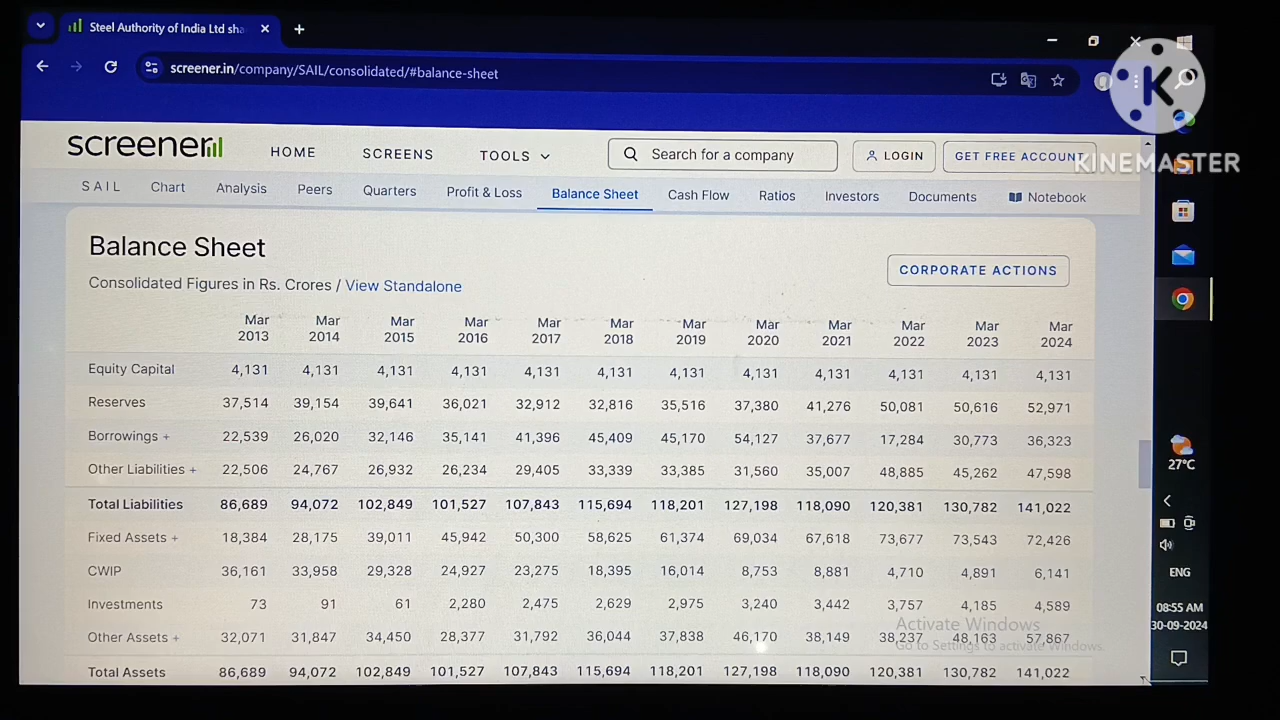 Steel Authority of India Ltd sha
screener.in/company/SAIL/consolidated/#balance-sheet
K
KINEMASTER
screener
HOME SCREENS TOOLS Search for a company LOGIN GET FREE ACCOUNT
SAIL Chart Analysis Peers Quarters Profit & Loss Balance Sheet Cash Flow Ratios Investors Documents Notebook
Balance Sheet
CORPORATE ACTIONS
Consolidated Figures in Rs. Crores / View Standalone
Mar 2013 Mar 2014 Mar 2015 Mar 2016 Mar 2017 Mar 2018 Mar 2019 Mar 2020 Mar 2021 Mar 2022 Mar 2023 Mar 2024
Equity Capital 4,131 4,131 4,131 4,131 4,131 4,131 4,131 4,131 4,131 4,131 4,131 4,131
Reserves 37,514 39,154 39,641 36,021 32,912 32,816 35,516 37,380 41,276 50,081 50,616 52,971
Borrowings + 22,539 26,020 32,146 35,141 41,396 45,409 45,170 54,127 37,677 17,284 30,773 36,323
Other Liabilities + 22,506 24,767 26,932 26,234 29,405 33,339 33,385 31,560 35,007 48,885 45,262 47,598
Total Liabilities 86,689 94,072 102,849 101,527 107,843 115,694 118,201 127,198 118,090 120,381 130,782 141,022
Fixed Assets + 18,384 28,175 39,011 45,942 50,300 58,625 61,374 69,034 67,618 73,677 73,543 72,426
CWIP 36,161 33,958 29,328 24,927 23,275 18,395 16,014 8,753 8,881 4,710 4,891 6,141
Investments 73 91 61 2,280 2,475 2,629 2,975 3,240 3,442 3,757 4,185 4,589
Other Assets + 32,071 31,847 34,450 28,377 31,792 36,044 37,838 46,170 38,149 38,237 48,163 57,867
Total Assets 86,689 94,072 102,849 101,527 107,843 115,694 118,201 127,198 118,090 120,381 130,782 141,022
Activate Windows
Go to Settings to activate Windows.
27°C
ENG
08:55 AM
30-09-2024